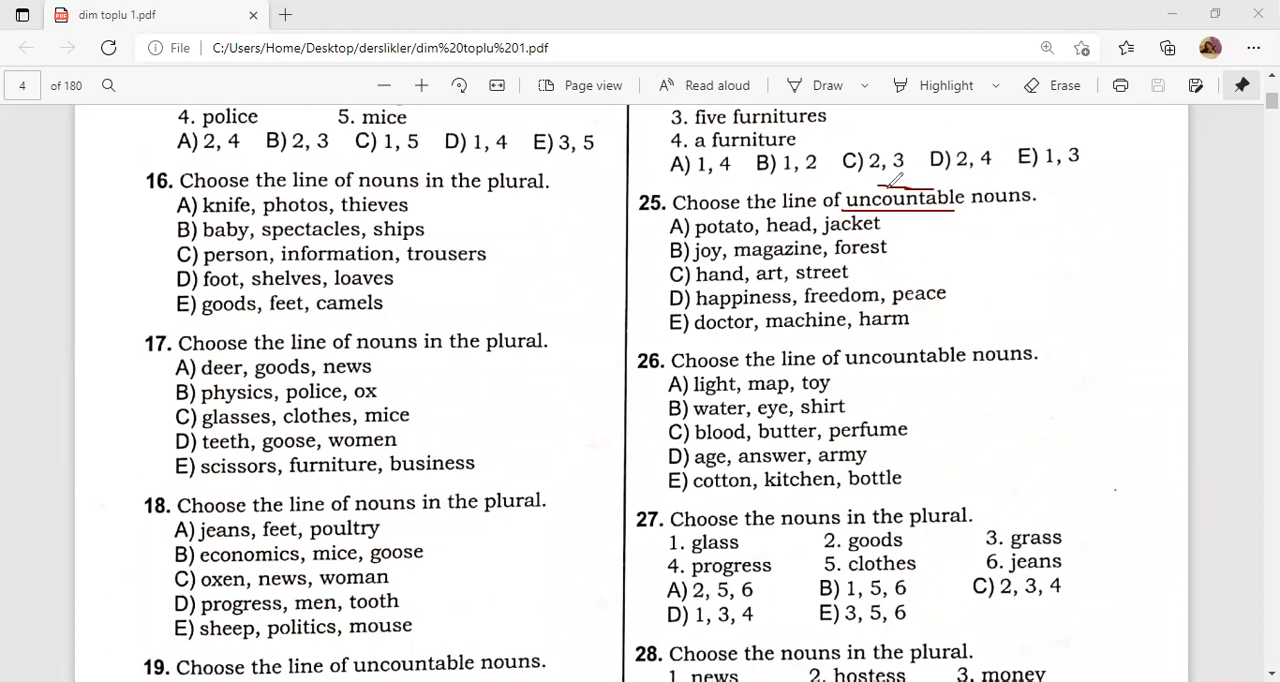 dim toplu 1.pdf
File
C:/Users/Home/Desktop/derslikler/dim%20toplu%201.pdf
4 of 180
Page view
Read aloud
Draw
Highlight
Erase
4. police 5. mice
A) 2, 4 B) 2, 3 C) 1, 5 D) 1, 4 E) 3, 5
16. Choose the line of nouns in the plural.
A) knife, photos, thieves
B) baby, spectacles, ships
C) person, information, trousers
D) foot, shelves, loaves
E) goods, feet, camels
17. Choose the line of nouns in the plural.
A) deer, goods, news
B) physics, police, ox
C) glasses, clothes, mice
D) teeth, goose, women
E) scissors, furniture, business
18. Choose the line of nouns in the plural.
A) jeans, feet, poultry
B) economics, mice, goose
C) oxen, news, woman
D) progress, men, tooth
E) sheep, politics, mouse
19. Choose the line of uncountable nouns.
3. five furnitures
4. a furniture
A) 1, 4 B) 1, 2 C) 2, 3 D) 2, 4 E) 1, 3
25. Choose the line of uncountable nouns.
A) potato, head, jacket
B) joy, magazine, forest
C) hand, art, street
D) happiness, freedom, peace
E) doctor, machine, harm
26. Choose the line of uncountable nouns.
A) light, map, toy
B) water, eye, shirt
C) blood, butter, perfume
D) age, answer, army
E) cotton, kitchen, bottle
27. Choose the nouns in the plural.
1. glass 2. goods 3. grass
4. progress 5. clothes 6. jeans
A) 2, 5, 6 B) 1, 5, 6 C) 2, 3, 4
D) 1, 3, 4 E) 3, 5, 6
28. Choose the nouns in the plural.
1. news 2. hostess 3. money